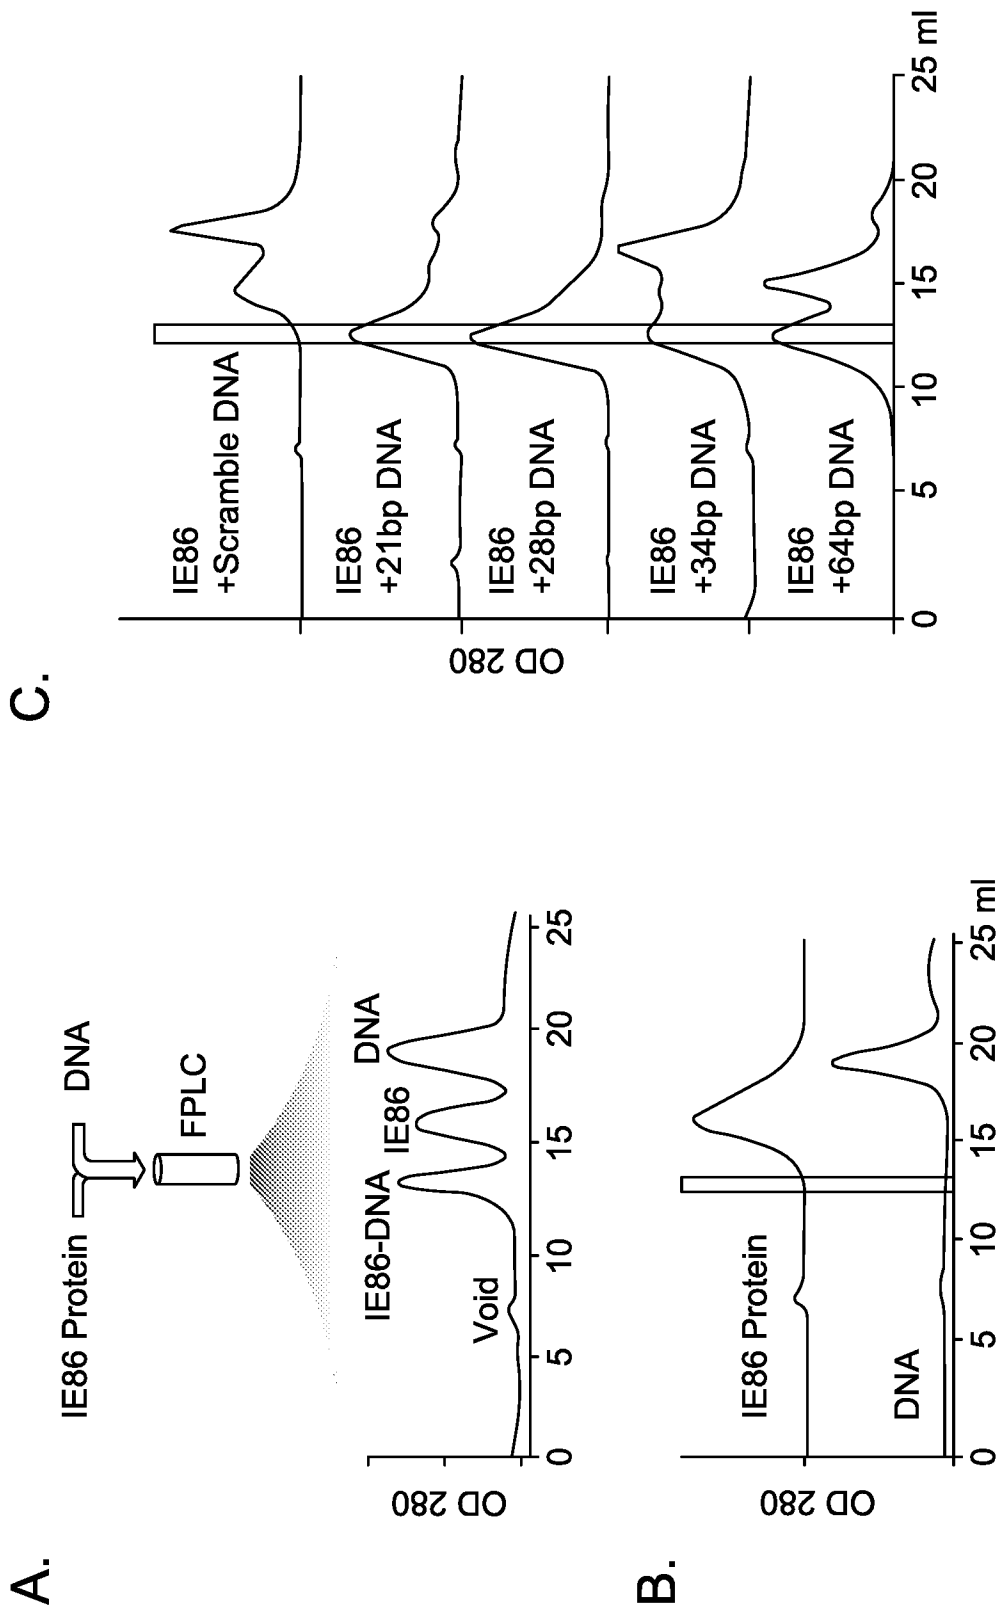 A.
IE86 Protein DNA
FPLC
IE86-DNA
IE86
DNA
Void
OD 280
0 5 10 15 20 25
B.
IE86 Protein
DNA
OD 280
0 5 10 15 20 25 ml
C.
IE86
+Scramble DNA
IE86
+21bp DNA
IE86
+28bp DNA
IE86
+34bp DNA
IE86
+64bp DNA
OD 280
0 5 10 15 20 25 ml